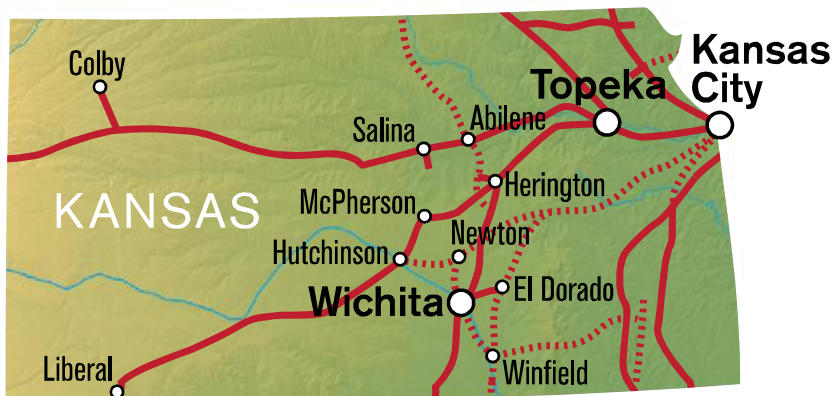 Kansas
City
Colby
Topeka
Abilene
Salina
Herington
KANSAS
McPherson
Newton
Hutchinson
El Dorado
Wichita
Liberal
Winfield